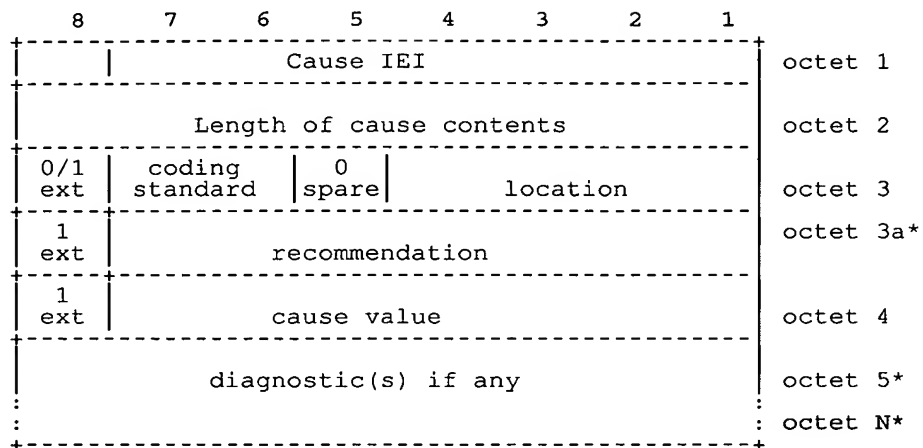 8 7 6 5 4 3 2 1
Cause IEI octet 1
Length of cause contents octet 2
0/1 coding 0
ext standard spare location octet 3
1 octet 3a*
ext recommendation
1
ext cause value octet 4
diagnostic(s) if any octet 5*
: : octet N*